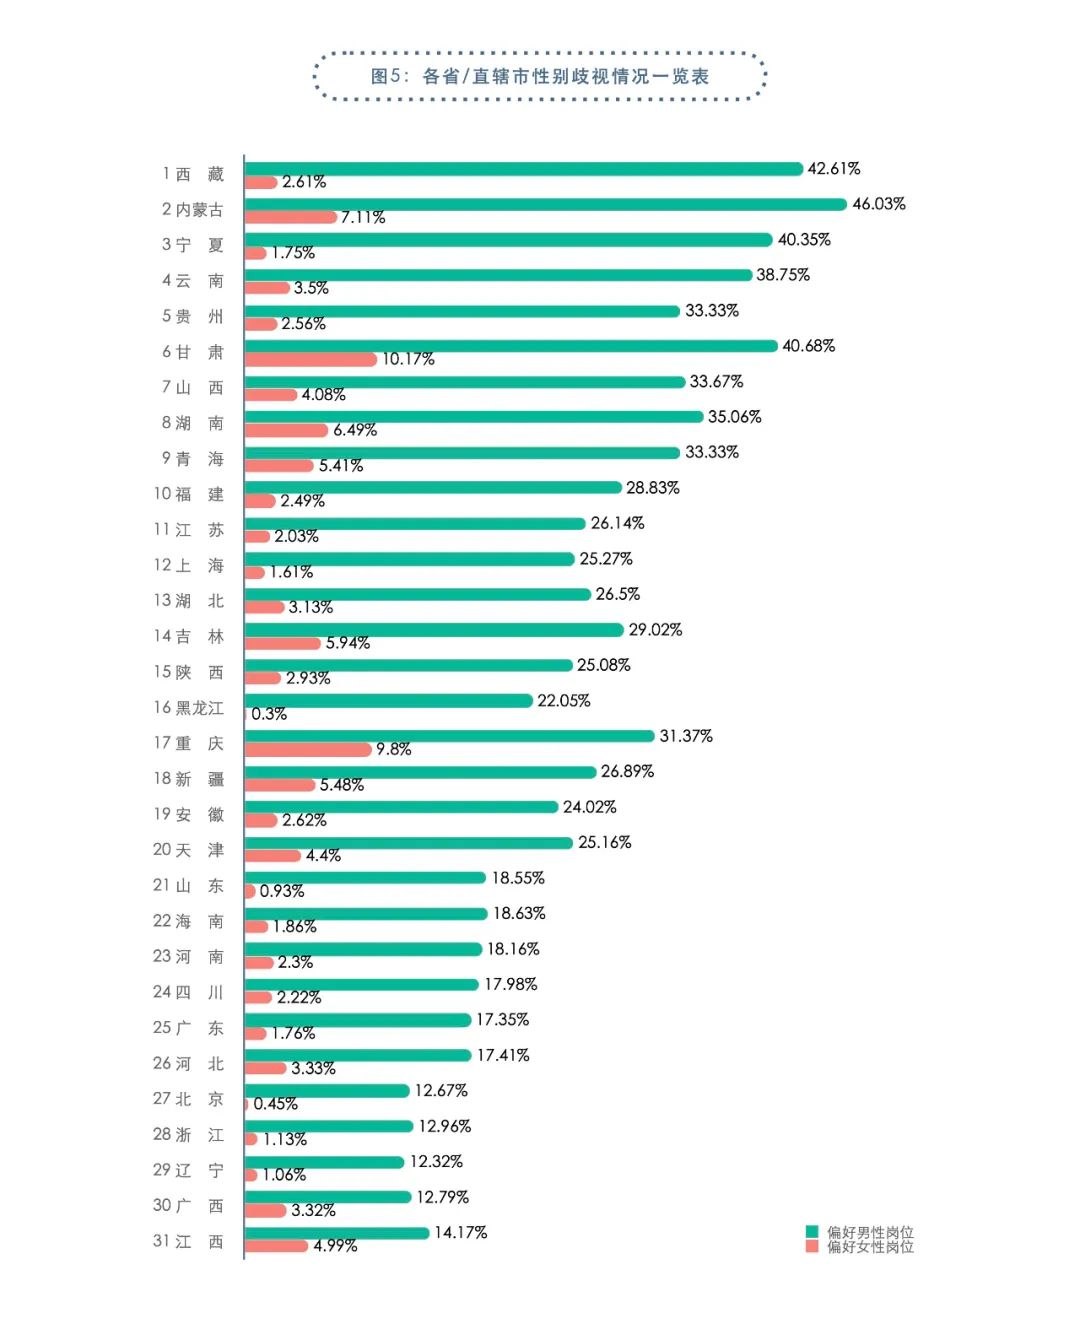 图5：各省/直辖市性别歧视情况一览表
1 西 藏 42.61%
2.61%
2 内蒙古 46.03%
7.11%
3 宁 夏 40.35%
1.75%
4 云 南 38.75%
3.5%
5 贵 州 33.33%
2.56%
6 甘 肃 40.68%
10.17%
7 山 西 33.67%
4.08%
8 湖 南 35.06%
6.49%
9 青 海 33.33%
5.41%
10 福 建 28.83%
2.49%
11 江 苏 26.14%
2.03%
12 上 海 25.27%
1.61%
13 湖 北 26.5%
3.13%
14 吉 林 29.02%
5.94%
15 陕 西 25.08%
2.93%
16 黑龙江 22.05%
0.3%
17 重 庆 31.37%
9.8%
18 新 疆 26.89%
5.48%
19 安 徽 24.02%
2.62%
20 天 津 25.16%
4.4%
21 山 东 18.55%
0.93%
22 海 南 18.63%
1.86%
23 河 南 18.16%
2.3%
24 四 川 17.98%
2.22%
25 广 东 17.35%
1.76%
26 河 北 17.41%
3.33%
27 北 京 12.67%
0.45%
28 浙 江 12.96%
1.13%
29 辽 宁 12.32%
1.06%
30 广 西 12.79%
3.32%
31 江 西 14.17%
4.99%
偏好男性岗位
偏好女性岗位